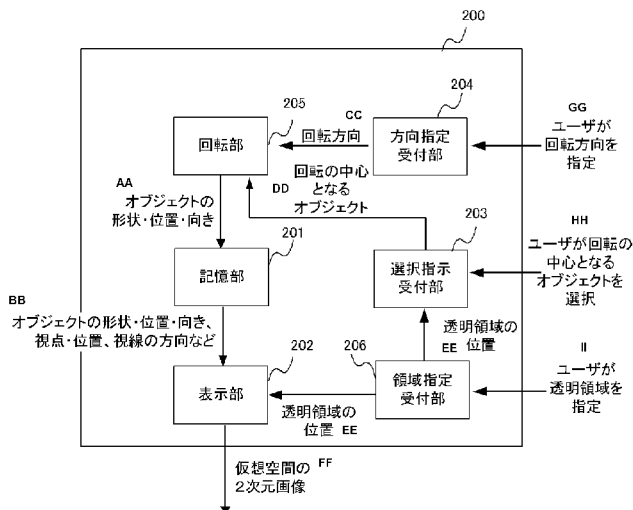 200
205
204
CC
GG
ユーザが
回転方向を
指定
回転部
回転方向
方向指定
受付部
DD
回転の中心
となる
オブジェクト
AA
オブジェクトの
形状・位置・向き
203
HH
ユーザが回転の
中心となる
オブジェクトを
選択
201
記憶部
選択指示
受付部
BB
オブジェクトの形状・位置・向き、
視点・位置、視線の方向など
透明領域の
位置 EE
202
206
II
ユーザが
透明領域を
指定
表示部
領域指定
受付部
透明領域の
位置 EE
仮想空間の FF
2次元画像